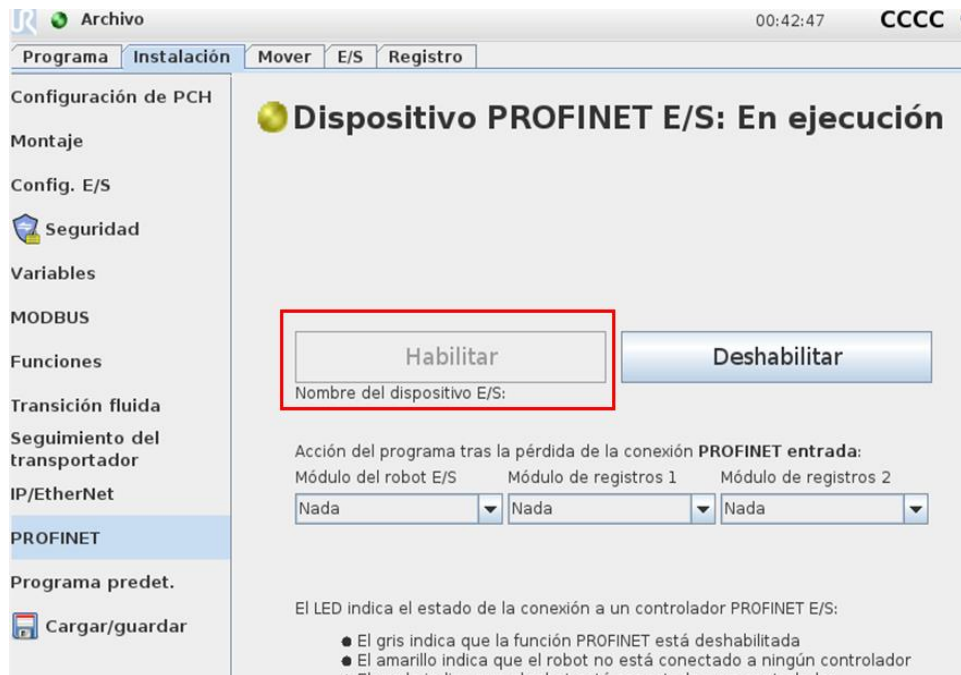 UR Archivo 00:42:47 CCCC
Programa Instalación Mover E/S Registro
Configuración de PCH
Montaje
Config. E/S
Seguridad
Variables
MODBUS
Funciones
Transición fluida
Seguimiento del
transportador
IP/EtherNet
PROFINET
Programa predet.
Cargar/guardar
Dispositivo PROFINET E/S: En ejecución
Habilitar Deshabilitar
Nombre del dispositivo E/S:
Acción del programa tras la pérdida de la conexión PROFINET entrada:
Módulo del robot E/S Módulo de registros 1 Módulo de registros 2
Nada Nada Nada
El LED indica el estado de la conexión a un controlador PROFINET E/S:
● El gris indica que la función PROFINET está deshabilitada
● El amarillo indica que el robot no está conectado a ningún controlador